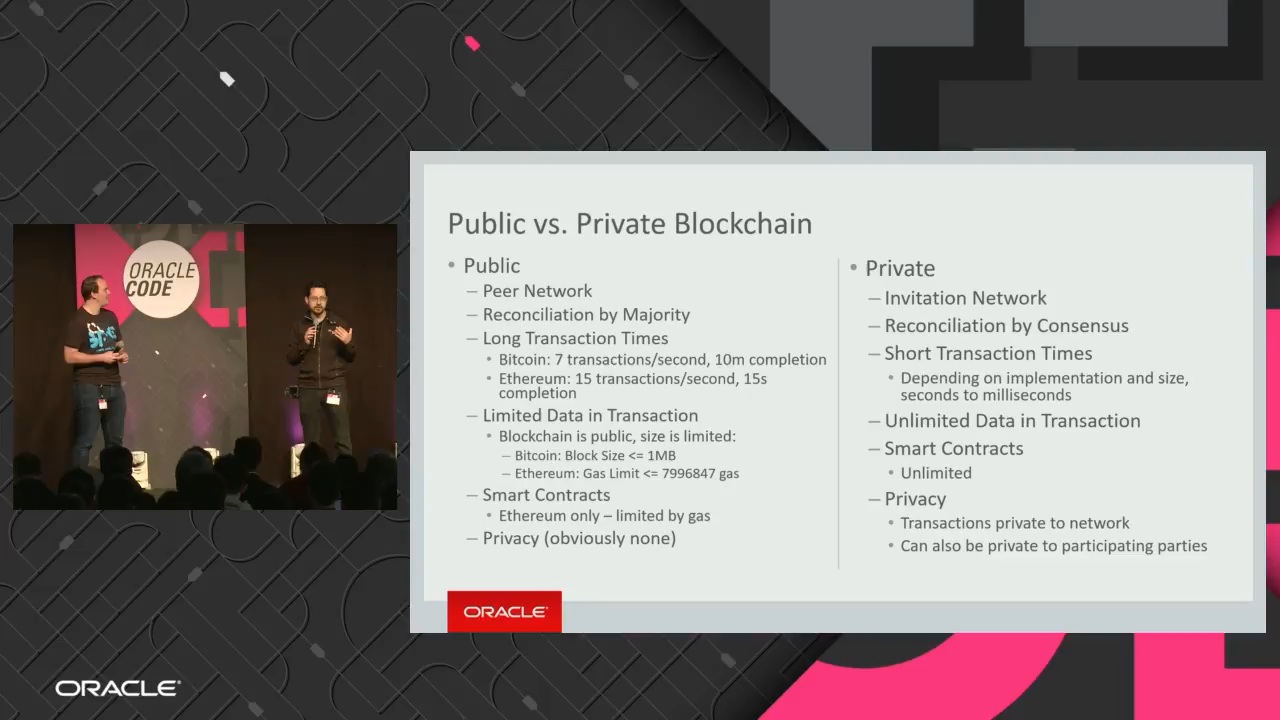 ORACLE
CODE
Public vs. Private Blockchain
• Public
– Peer Network
– Reconciliation by Majority
– Long Transaction Times
• Bitcoin: 7 transactions/second, 10m completion
• Ethereum: 15 transactions/second, 15s
completion
– Limited Data in Transaction
• Blockchain is public, size is limited:
– Bitcoin: Block Size <= 1MB
– Ethereum: Gas Limit <= 7996847 gas
– Smart Contracts
• Ethereum only – limited by gas
– Privacy (obviously none)
• Private
– Invitation Network
– Reconciliation by Consensus
– Short Transaction Times
• Depending on implementation and size,
seconds to milliseconds
– Unlimited Data in Transaction
– Smart Contracts
• Unlimited
– Privacy
• Transactions private to network
• Can also be private to participating parties
ORACLE®
ORACLE®